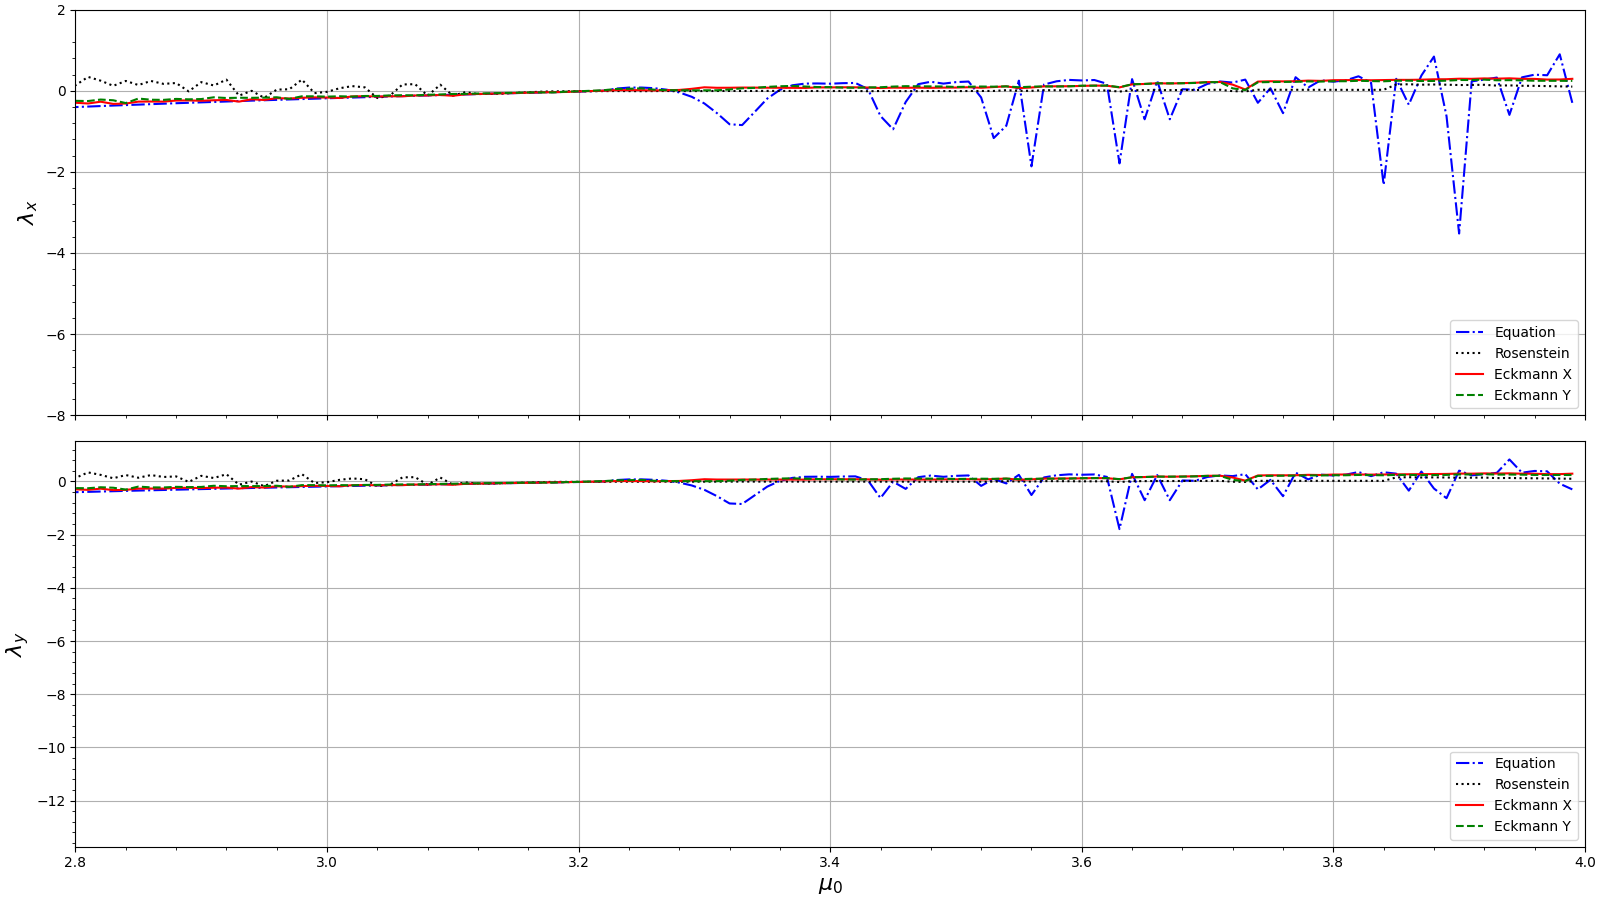 2
0
−2
−4
−6
−8
λx
Equation
Rosenstein
Eckmann X
Eckmann Y
0
−2
−4
−6
−8
−10
−12
λy
Equation
Rosenstein
Eckmann X
Eckmann Y
2.8 3.0 3.2 3.4 3.6 3.8 4.0
μ0